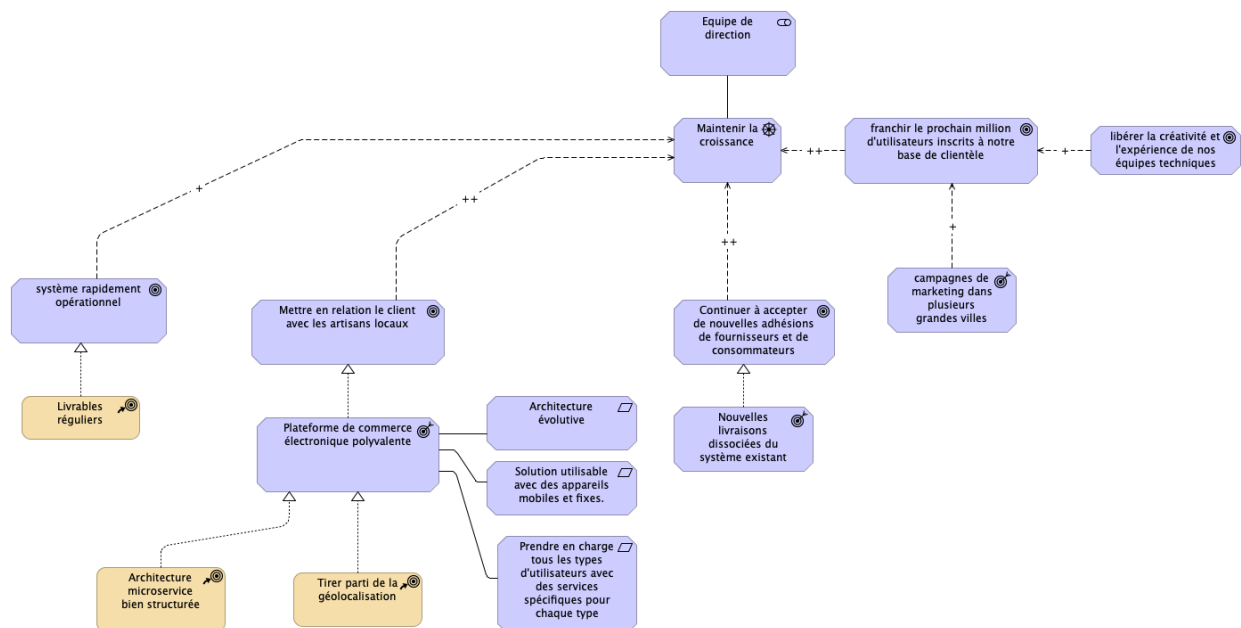 Equipe de
direction
Maintenir la
croissance
franchir le prochain million
d'utilisateurs inscrits à notre
base de clientèle
libérer la créativité et
l'expérience de nos
équipes techniques
++
+
+
++
++
+
campagnes de
marketing dans
plusieurs
grandes villes
système rapidement
opérationnel
Mettre en relation le client
avec les artisans locaux
Continuer à accepter
de nouvelles adhésions
de fournisseurs et de
consommateurs
Livrables
réguliers
Plateforme de commerce
électronique polyvalente
Architecture
évolutive
Solution utilisable
avec des appareils
mobiles et fixes.
Prendre en charge
tous les types
d'utilisateurs avec
des services
spécifiques pour
chaque type
Nouvelles
livraisons
dissociées du
système existant
Architecture
microservice
bien structurée
Tirer parti de la
géolocalisation